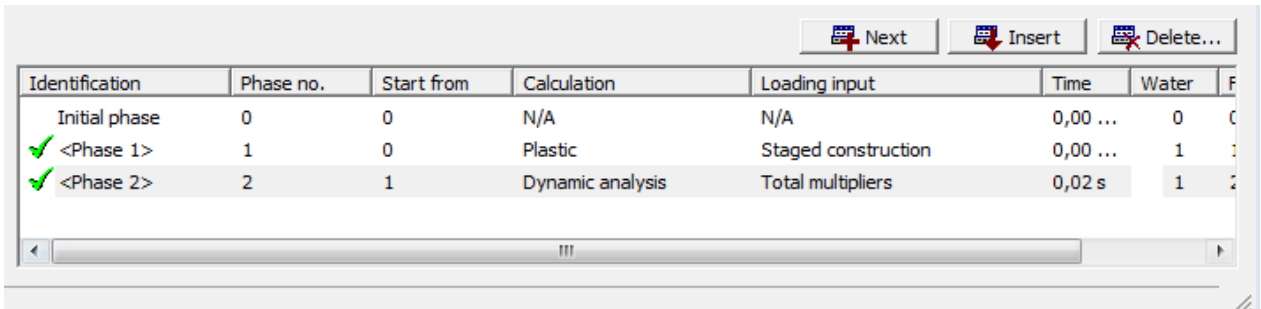 Next Insert Delete...
Identification Phase no. Start from Calculation Loading input Time Water F
Initial phase 0 0 N/A N/A 0,00 ... 0
<Phase 1> 1 0 Plastic Staged construction 0,00 ... 1
<Phase 2> 2 1 Dynamic analysis Total multipliers 0,02 s 1 2